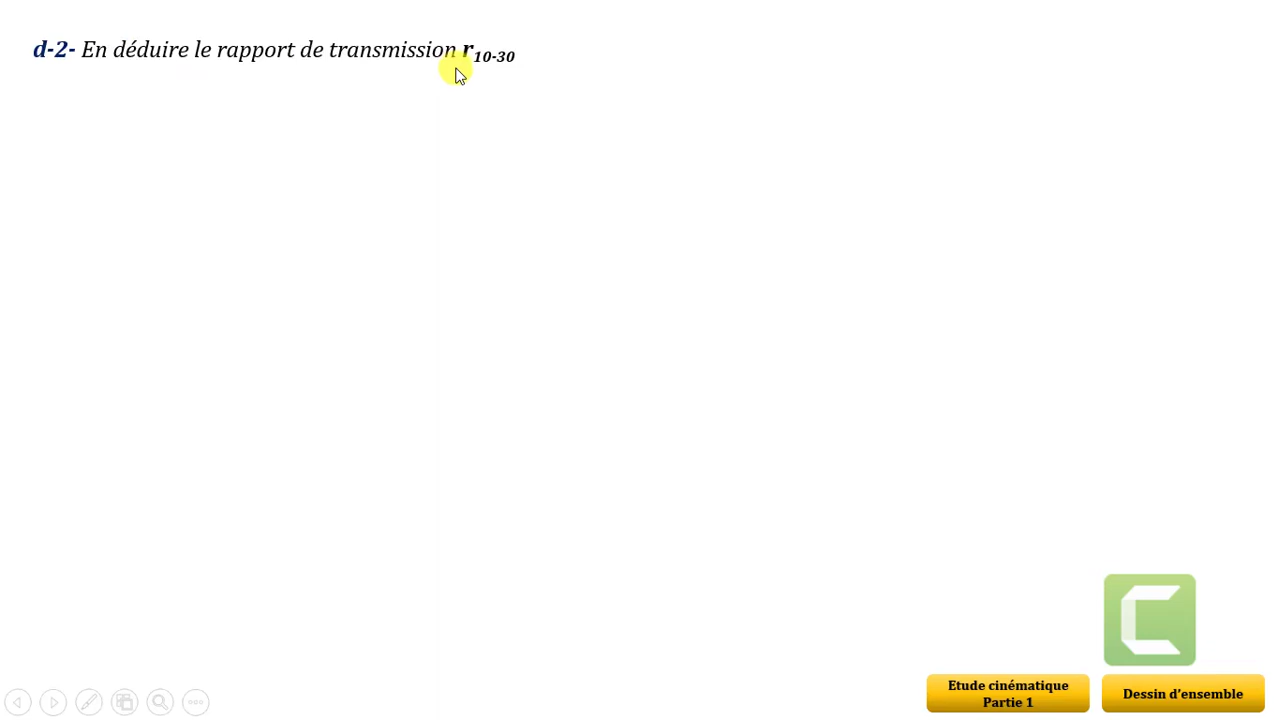 d-2- En déduire le rapport de transmission r10-30
Etude cinématique
Partie 1
Dessin d'ensemble